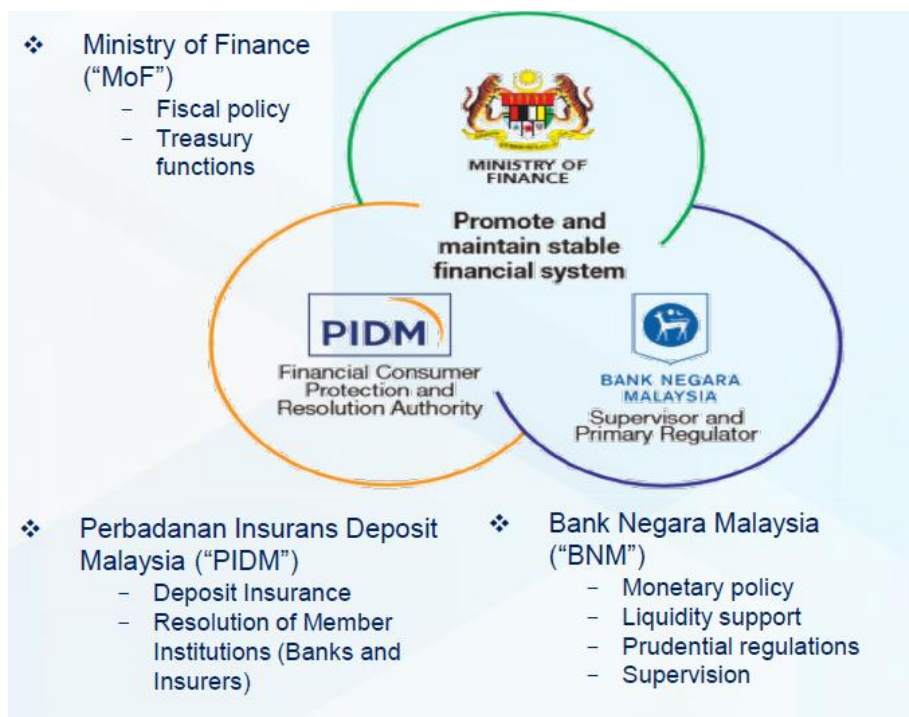 ❖ Ministry of Finance
("MoF")
- Fiscal policy
- Treasury
functions
MINISTRY OF
FINANCE
Promote and
maintain stable
financial system
PIDM
Financial Consumer
Protection and
Resolution Authority
BANK NEGARA
MALAYSIA
Supervisor and
Primary Regulator
❖ Perbadanan Insurans Deposit
Malaysia ("PIDM")
- Deposit Insurance
- Resolution of Member
Institutions (Banks and
Insurers)
❖ Bank Negara Malaysia
("BNM")
- Monetary policy
- Liquidity support
- Prudential regulations
- Supervision